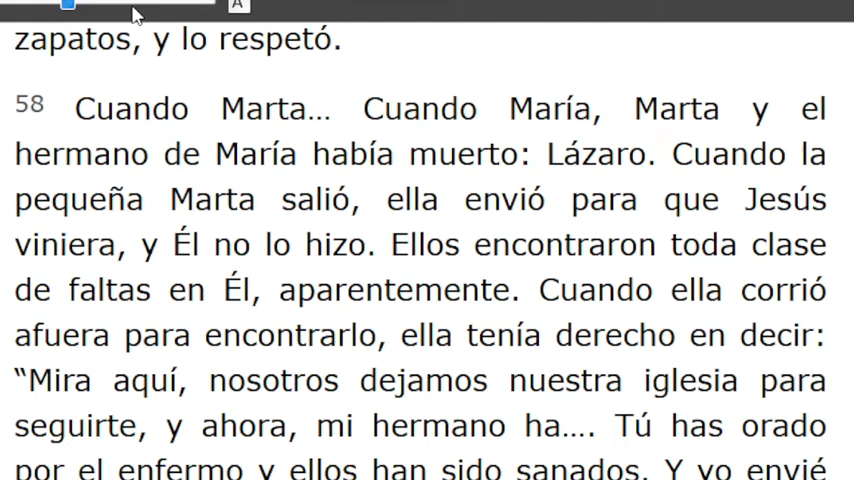 A
zapatos, y lo respetó.
58 Cuando Marta… Cuando María, Marta y el
hermano de María había muerto: Lázaro. Cuando la
pequeña Marta salió, ella envió para que Jesús
viniera, y Él no lo hizo. Ellos encontraron toda clase
de faltas en Él, aparentemente. Cuando ella corrió
afuera para encontrarlo, ella tenía derecho en decir:
“Mira aquí, nosotros dejamos nuestra iglesia para
seguirte, y ahora, mi hermano ha…. Tú has orado
por el enfermo y ellos han sido sanados. Y yo envié